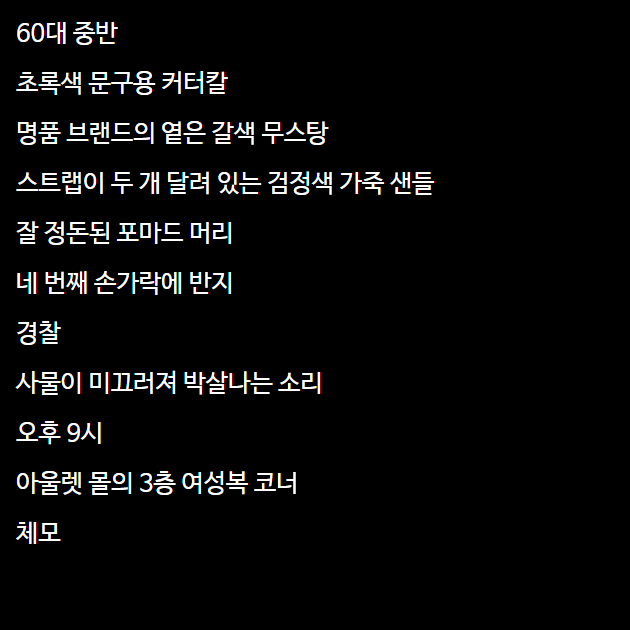 60대 중반
초록색 문구용 커터칼
명품 브랜드의 옅은 갈색 무스탕
스트랩이 두 개 달려 있는 검정색 가죽 샌들
잘 정돈된 포마드 머리
네 번째 손가락에 반지
경찰
사물이 미끄러져 박살나는 소리
오후 9시
아울렛 몰의 3층 여성복 코너
체모